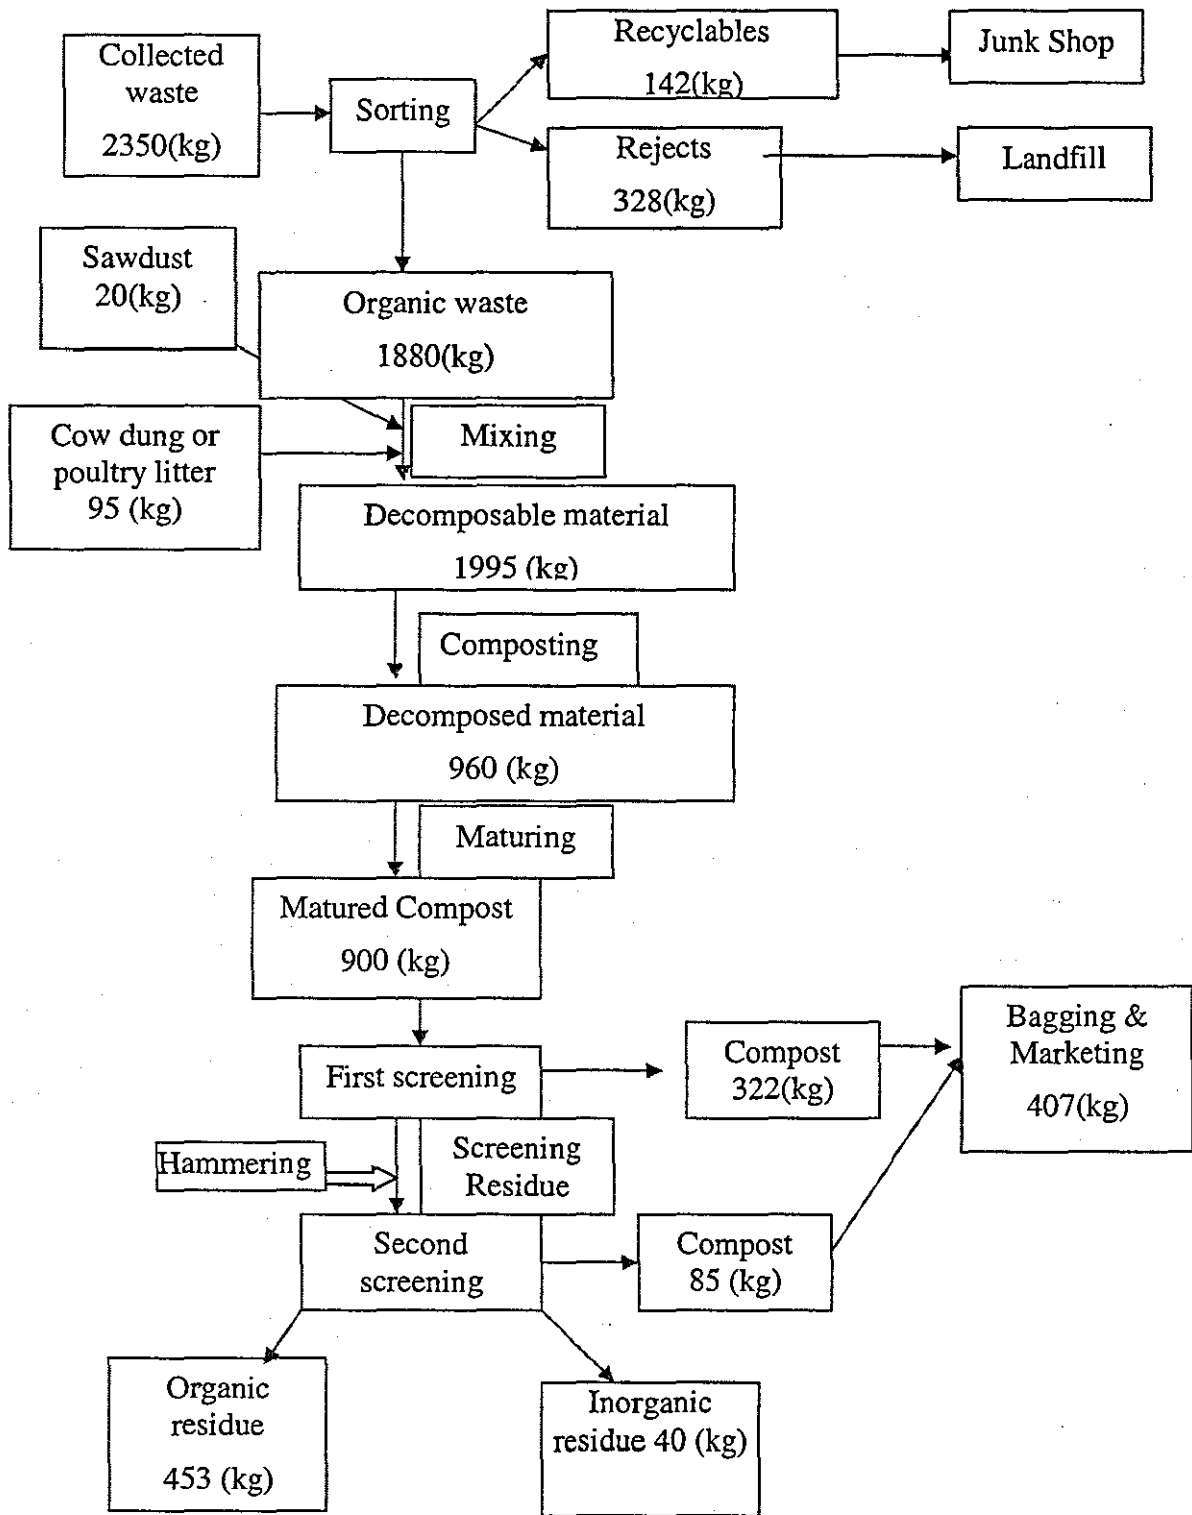 Collected
waste
2350(kg)
Sorting
Recyclables
142(kg)
Junk Shop
Rejects
328(kg)
Landfill
Sawdust
20(kg)
Organic waste
1880(kg)
Cow dung or
poultry litter
95 (kg)
Mixing
Decomposable material
1995 (kg)
Composting
Decomposed material
960 (kg)
Maturing
Matured Compost
900 (kg)
First screening
Compost
322(kg)
Bagging &
Marketing
407(kg)
Hammering
Screening
Residue
Second
screening
Compost
85 (kg)
Organic
residue
453 (kg)
Inorganic
residue 40 (kg)